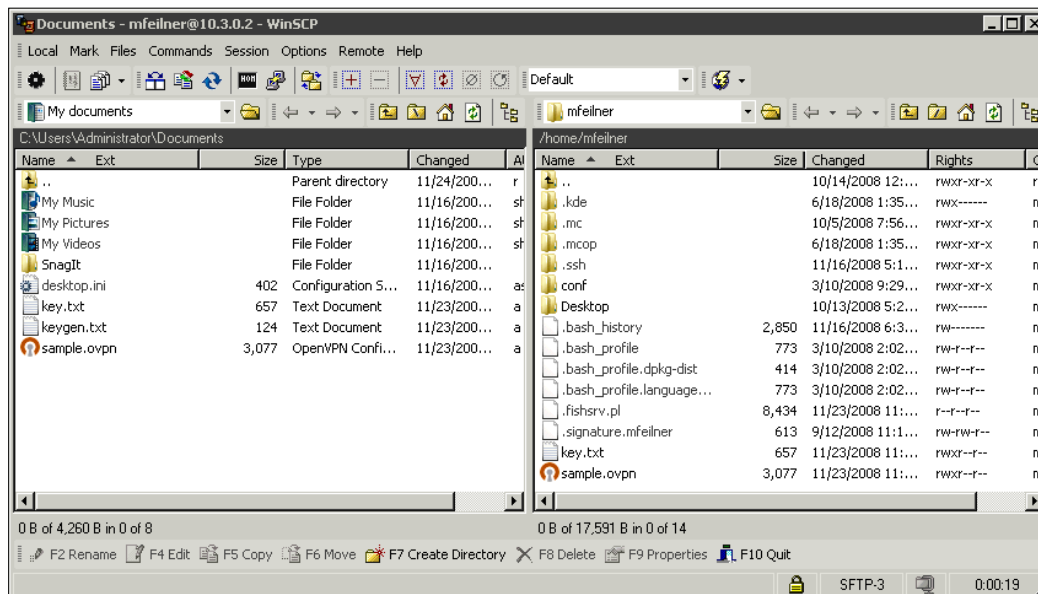 Documents - mfeilner@10.3.0.2 - WinSCP
Local Mark Files Commands Session Options Remote Help
Default
My documents mfeilner
C:\Users\Administrator\Documents /home/mfeilner
Name Ext Size Type Changed Name Ext Size Changed Rights
.. Parent directory 11/24/200... r .. 10/14/2008 12:... rwxr-xr-x
My Music File Folder 11/16/200... sh .kde 6/18/2008 1:35... rwx------
My Pictures File Folder 11/16/200... sh .mc 10/5/2008 7:56... rwxr-xr-x
My Videos File Folder 11/16/200... sh .mcop 6/18/2008 1:35... rwxr-xr-x
SnagIt File Folder 11/16/200... .ssh 11/16/2008 5:1... rwxr-xr-x
desktop.ini 402 Configuration S... 11/16/200... as conf 3/10/2008 9:29... rwxr-xr-x
key.txt 657 Text Document 11/23/200... a Desktop 10/13/2008 5:2... rwx------
keygen.txt 124 Text Document 11/23/200... a .bash_history 2,850 11/16/2008 6:3... rw-------
sample.ovpn 3,077 OpenVPN Confi... 11/23/200... a .bash_profile 773 3/10/2008 2:02... rw-r--r--
.bash_profile.dpkg-dist 414 3/10/2008 2:02... rw-r--r--
.bash_profile.language... 773 3/10/2008 2:02... rw-r--r--
.fishsrv.pl 8,434 11/23/2008 11:... r--r--r--
.signature.mfeilner 613 9/12/2008 11:1... rw-rw-r--
key.txt 657 11/23/2008 11:... rwxr--r--
sample.ovpn 3,077 11/23/2008 11:... rwxr--r--
0 B of 4,260 B in 0 of 8 0 B of 17,591 B in 0 of 14
F2 Rename F4 Edit F5 Copy F6 Move F7 Create Directory F8 Delete F9 Properties F10 Quit
SFTP-3 0:00:19